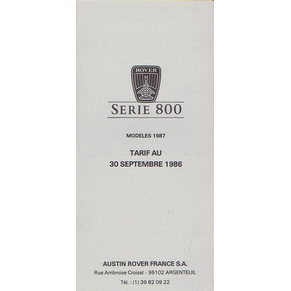 ROVER
SERIE 800
MODELES 1987
TARIF AU
30 SEPTEMBRE 1986
AUSTIN ROVER FRANCE S.A.
Rue Ambroise Croizat - 95102 ARGENTEUIL
Tél. : (1) 39 82 09 22